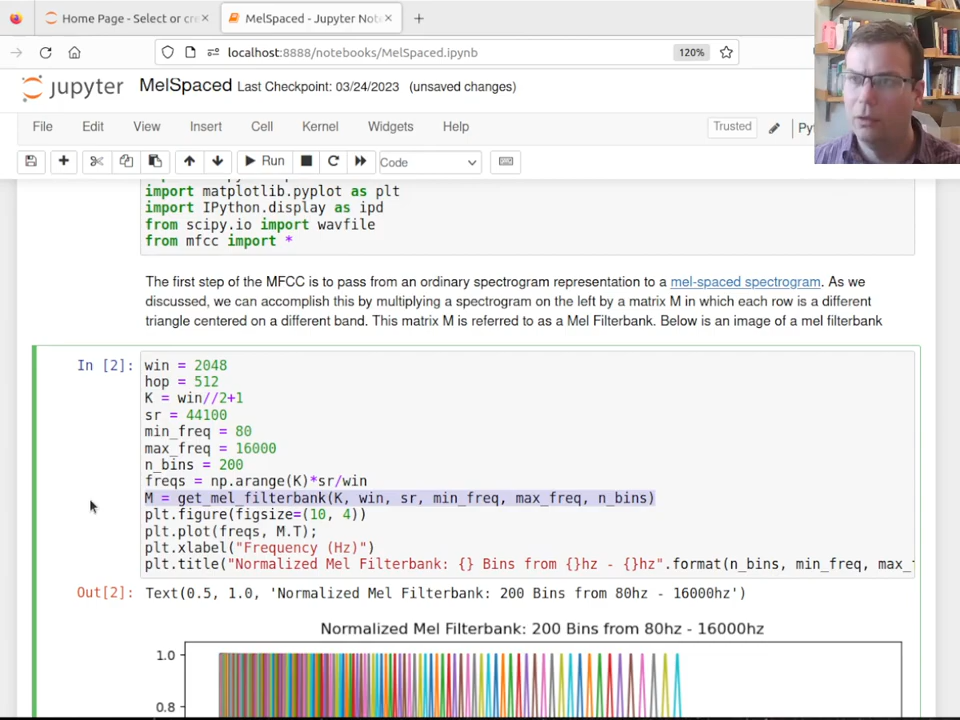 Home Page - Select or cre
MelSpaced - Jupyter Not
localhost:8888/notebooks/MelSpaced.ipynb
120%
jupyter MelSpaced Last Checkpoint: 03/24/2023 (unsaved changes)
File Edit View Insert Cell Kernel Widgets Help Trusted Py
Run Code
import matplotlib.pyplot as plt
import IPython.display as ipd
from scipy.io import wavfile
from mfcc import *
The first step of the MFCC is to pass from an ordinary spectrogram representation to a mel-spaced spectrogram. As we
discussed, we can accomplish this by multiplying a spectrogram on the left by a matrix M in which each row is a different
triangle centered on a different band. This matrix M is referred to as a Mel Filterbank. Below is an image of a mel filterbank
In [2]: win = 2048
hop = 512
K = win//2+1
sr = 44100
min_freq = 80
max_freq = 16000
n_bins = 200
freqs = np.arange(K)*sr/win
M = get_mel_filterbank(K, win, sr, min_freq, max_freq, n_bins)
plt.figure(figsize=(10, 4))
plt.plot(freqs, M.T);
plt.xlabel("Frequency (Hz)")
plt.title("Normalized Mel Filterbank: {} Bins from {}hz - {}hz".format(n_bins, min_freq, max_
Out[2]: Text(0.5, 1.0, 'Normalized Mel Filterbank: 200 Bins from 80hz - 16000hz')
Normalized Mel Filterbank: 200 Bins from 80hz - 16000hz
1.0
0.8